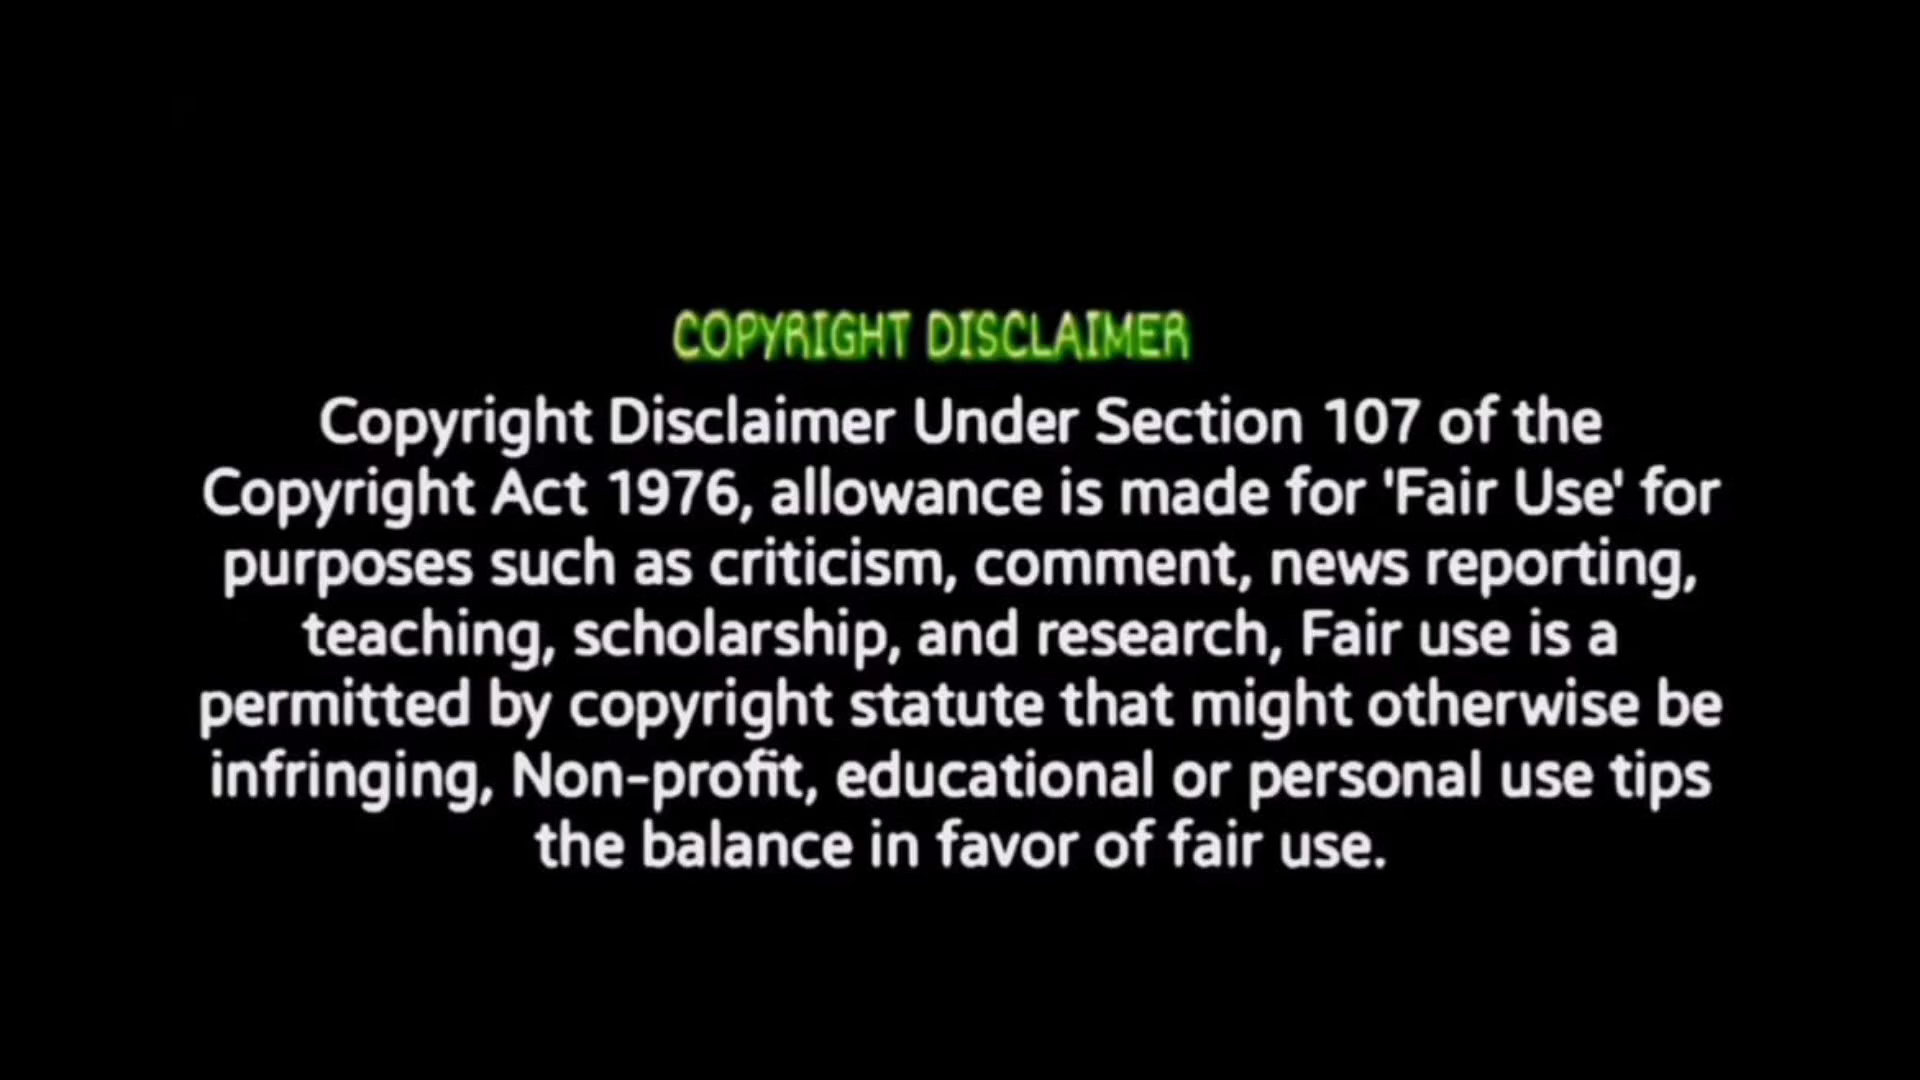 COPYRIGHT DISCLAIMER
Copyright Disclaimer Under Section 107 of the
Copyright Act 1976, allowance is made for 'Fair Use' for
purposes such as criticism, comment, news reporting,
teaching, scholarship, and research, Fair use is a
permitted by copyright statute that might otherwise be
infringing, Non-profit, educational or personal use tips
the balance in favor of fair use.